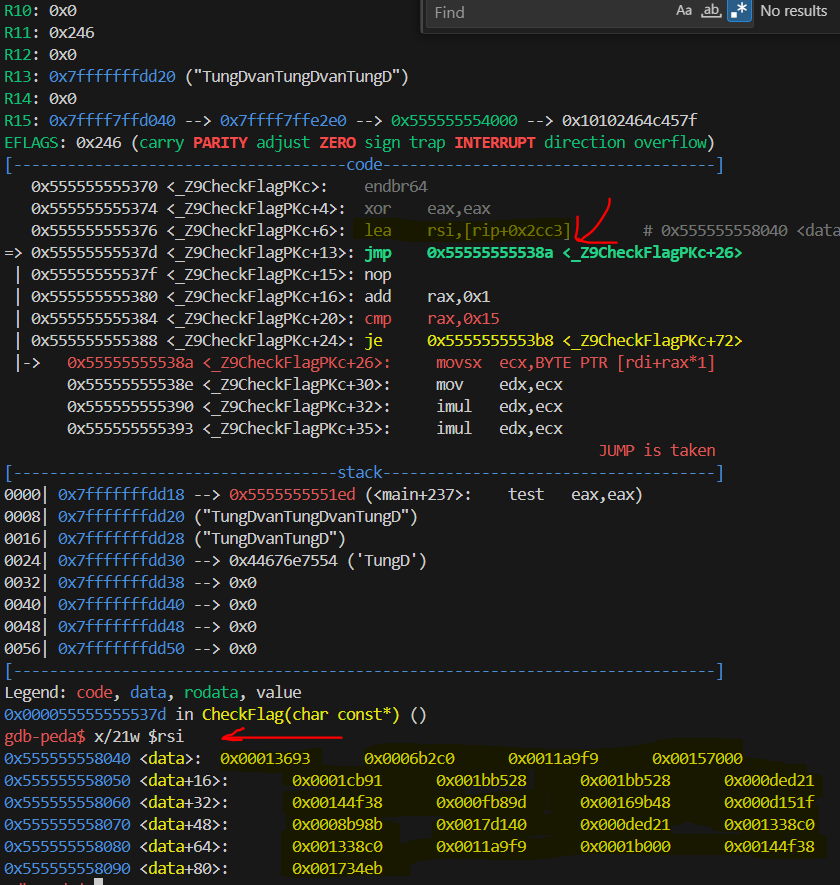 R10: 0x0
Find Aa ab .* No results
R11: 0x246
R12: 0x0
R13: 0x7fffffffdd20 ("TungDvanTungDvanTungD")
R14: 0x0
R15: 0x7ffff7ffd040 --> 0x7ffff7ffe2e0 --> 0x555555554000 --> 0x10102464c457f
EFLAGS: 0x246 (carry PARITY adjust ZERO sign trap INTERRUPT direction overflow)
[-------------------------------------code-------------------------------------]
0x555555555370 <_Z9CheckFlagPKc>: endbr64
0x555555555374 <_Z9CheckFlagPKc+4>: xor eax,eax
0x555555555376 <_Z9CheckFlagPKc+6>: lea rsi,[rip+0x2cc3] # 0x555555558040 <data
=> 0x55555555537d <_Z9CheckFlagPKc+13>: jmp 0x55555555538a <_Z9CheckFlagPKc+26>
| 0x55555555537f <_Z9CheckFlagPKc+15>: nop
| 0x555555555380 <_Z9CheckFlagPKc+16>: add rax,0x1
| 0x555555555384 <_Z9CheckFlagPKc+20>: cmp rax,0x15
| 0x555555555388 <_Z9CheckFlagPKc+24>: je 0x5555555553b8 <_Z9CheckFlagPKc+72>
|-> 0x55555555538a <_Z9CheckFlagPKc+26>: movsx ecx,BYTE PTR [rdi+rax*1]
0x55555555538e <_Z9CheckFlagPKc+30>: mov edx,ecx
0x555555555390 <_Z9CheckFlagPKc+32>: imul edx,ecx
0x555555555393 <_Z9CheckFlagPKc+35>: imul edx,ecx
JUMP is taken
[------------------------------------stack-------------------------------------]
0000| 0x7fffffffdd18 --> 0x5555555551ed (<main+237>: test eax,eax)
0008| 0x7fffffffdd20 ("TungDvanTungDvanTungD")
0016| 0x7fffffffdd28 ("TungDvanTungD")
0024| 0x7fffffffdd30 --> 0x44676e7554 ('TungD')
0032| 0x7fffffffdd38 --> 0x0
0040| 0x7fffffffdd40 --> 0x0
0048| 0x7fffffffdd48 --> 0x0
0056| 0x7fffffffdd50 --> 0x0
[------------------------------------------------------------------------------]
Legend: code, data, rodata, value
0x000055555555537d in CheckFlag(char const*) ()
gdb-peda$ x/21w $rsi
0x555555558040 <data>: 0x00013693 0x0006b2c0 0x0011a9f9 0x00157000
0x555555558050 <data+16>: 0x0001cb91 0x001bb528 0x001bb528 0x000ded21
0x555555558060 <data+32>: 0x00144f38 0x000fb89d 0x00169b48 0x000d151f
0x555555558070 <data+48>: 0x0008b98b 0x0017d140 0x000ded21 0x001338c0
0x555555558080 <data+64>: 0x001338c0 0x0011a9f9 0x0001b000 0x00144f38
0x555555558090 <data+80>: 0x001734eb